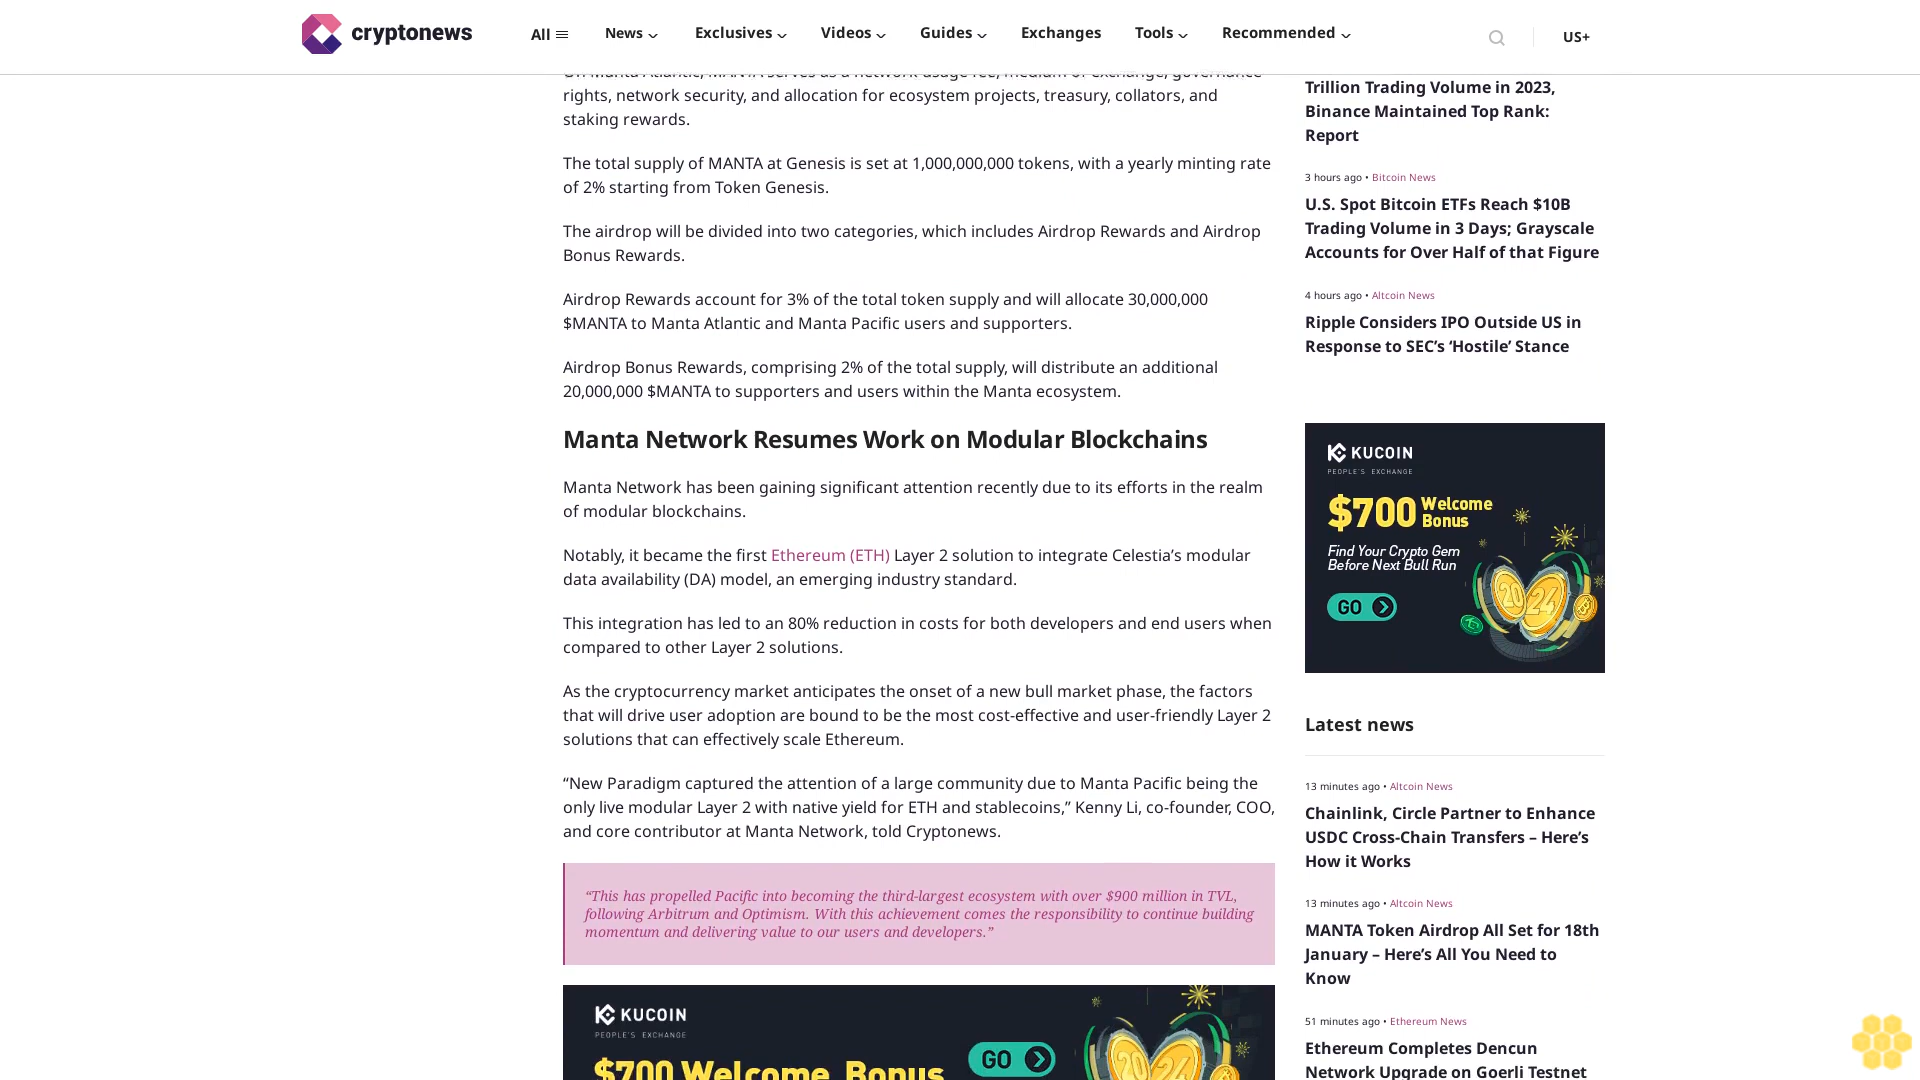 cryptonews
All
News
Exclusives
Videos
Guides
Exchanges
Tools
Recommended
US+
On Manta Atlantic, MANTA serves as a network usage fee, medium of exchange, governance
rights, network security, and allocation for ecosystem projects, treasury, collators, and
staking rewards.
The total supply of MANTA at Genesis is set at 1,000,000,000 tokens, with a yearly minting rate
of 2% starting from Token Genesis.
The airdrop will be divided into two categories, which includes Airdrop Rewards and Airdrop
Bonus Rewards.
Airdrop Rewards account for 3% of the total token supply and will allocate 30,000,000
$MANTA to Manta Atlantic and Manta Pacific users and supporters.
Airdrop Bonus Rewards, comprising 2% of the total supply, will distribute an additional
20,000,000 $MANTA to supporters and users within the Manta ecosystem.
Manta Network Resumes Work on Modular Blockchains
Manta Network has been gaining significant attention recently due to its efforts in the realm
of modular blockchains.
Notably, it became the first Ethereum (ETH) Layer 2 solution to integrate Celestia’s modular
data availability (DA) model, an emerging industry standard.
This integration has led to an 80% reduction in costs for both developers and end users when
compared to other Layer 2 solutions.
As the cryptocurrency market anticipates the onset of a new bull market phase, the factors
that will drive user adoption are bound to be the most cost-effective and user-friendly Layer 2
solutions that can effectively scale Ethereum.
“New Paradigm captured the attention of a large community due to Manta Pacific being the
only live modular Layer 2 with native yield for ETH and stablecoins,” Kenny Li, co-founder, COO,
and core contributor at Manta Network, told Cryptonews.
“This has propelled Pacific into becoming the third-largest ecosystem with over $900 million in TVL,
following Arbitrum and Optimism. With this achievement comes the responsibility to continue building
momentum and delivering value to our users and developers.”
KUCOIN
PEOPLE'S EXCHANGE
$700 Welcome Bonus
GO
Trillion Trading Volume in 2023,
Binance Maintained Top Rank:
Report
3 hours ago • Bitcoin News
U.S. Spot Bitcoin ETFs Reach $10B
Trading Volume in 3 Days; Grayscale
Accounts for Over Half of that Figure
4 hours ago • Altcoin News
Ripple Considers IPO Outside US in
Response to SEC’s ‘Hostile’ Stance
KUCOIN
PEOPLE'S EXCHANGE
$700 Welcome
Bonus
Find Your Crypto Gem
Before Next Bull Run
GO
20 24
Latest news
13 minutes ago • Altcoin News
Chainlink, Circle Partner to Enhance
USDC Cross-Chain Transfers – Here’s
How it Works
13 minutes ago • Altcoin News
MANTA Token Airdrop All Set for 18th
January – Here’s All You Need to
Know
51 minutes ago • Ethereum News
Ethereum Completes Dencun
Network Upgrade on Goerli Testnet